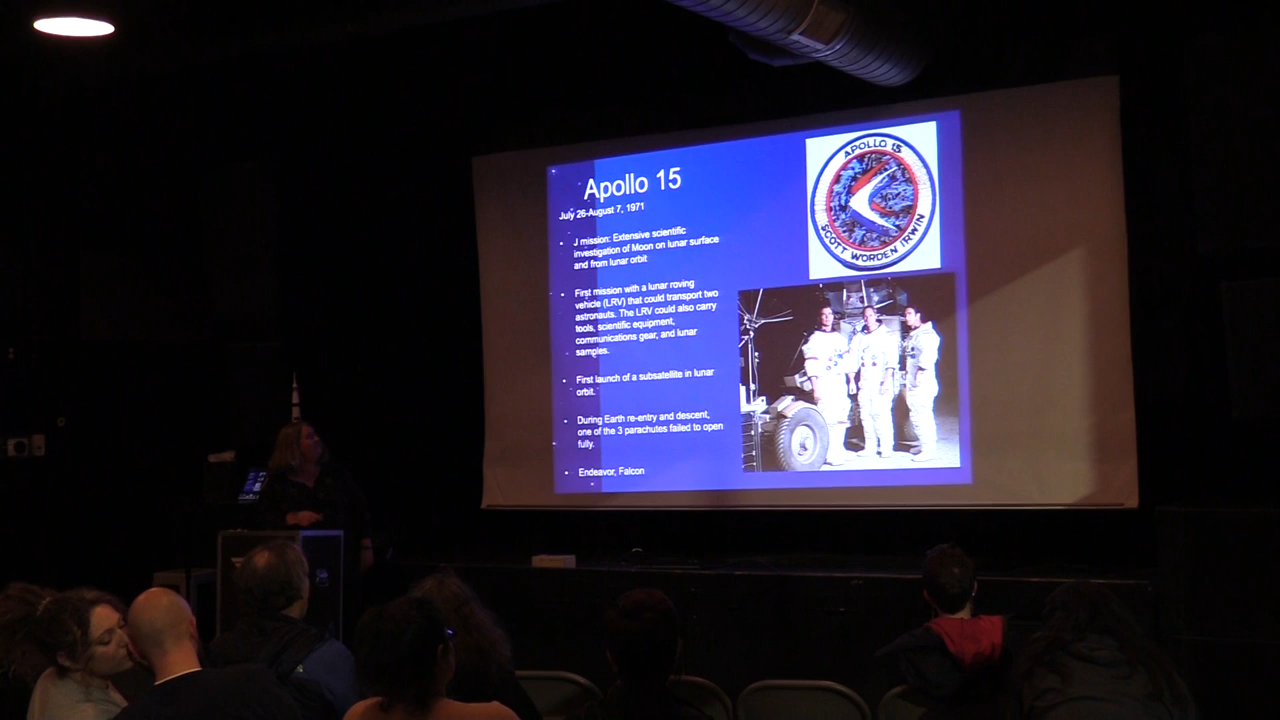 Apollo 15
July 26-August 7, 1971
• J mission: Extensive scientific
investigation of Moon on lunar surface
and from lunar orbit
• First mission with a lunar roving
vehicle (LRV) that could transport two
astronauts. The LRV could also carry
tools, scientific equipment,
communications gear, and lunar
samples.
• First launch of a subsatellite in lunar
orbit.
• During Earth re-entry and descent,
one of the 3 parachutes failed to open
fully.
• Endeavor, Falcon
APOLLO 15
SCOTT WORDEN IRWIN